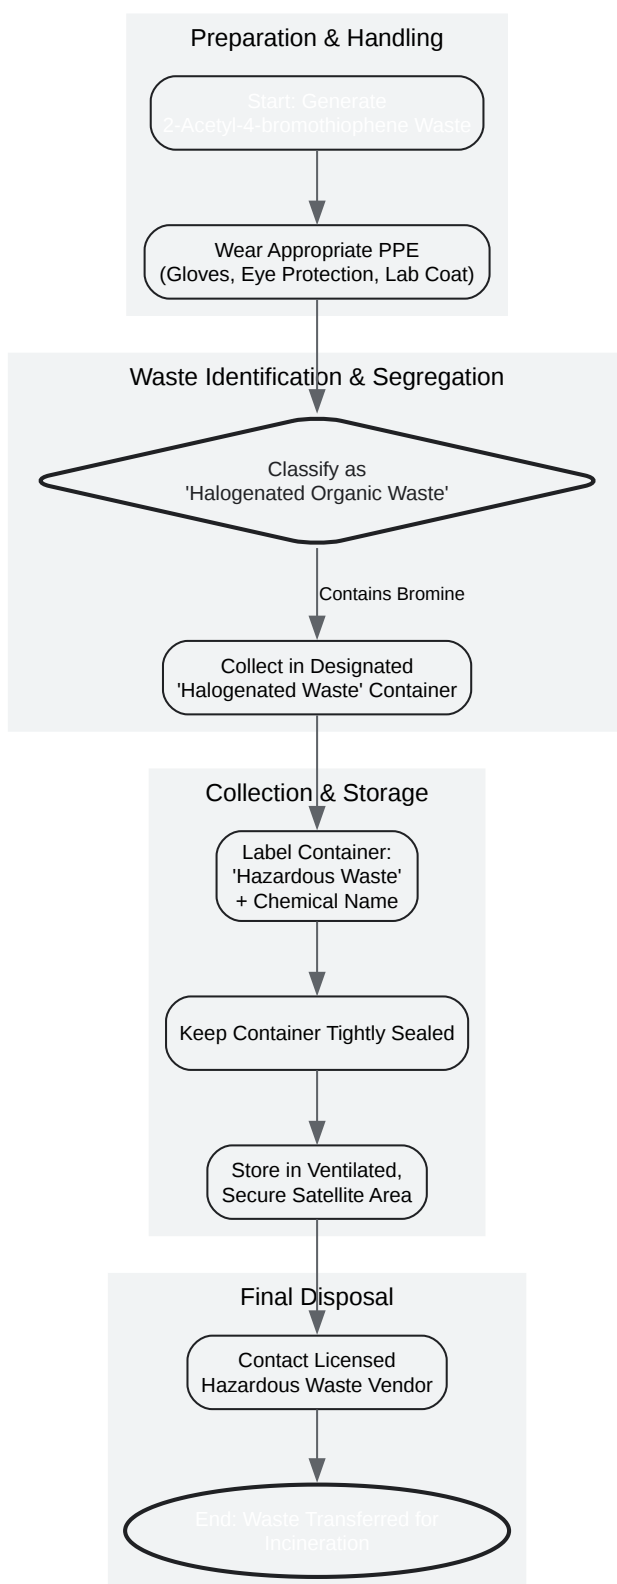 Preparation & Handling
Start: Generate
2-Acetyl-4-bromothiophene Waste
Wear Appropriate PPE
(Gloves, Eye Protection, Lab Coat)
Waste Identification & Segregation
Classify as
'Halogenated Organic Waste'
Contains Bromine
Collect in Designated
'Halogenated Waste' Container
Collection & Storage
Label Container:
'Hazardous Waste'
+ Chemical Name
Keep Container Tightly Sealed
Store in Ventilated,
Secure Satellite Area
Final Disposal
Contact Licensed
Hazardous Waste Vendor
End: Waste Transferred for
Incineration